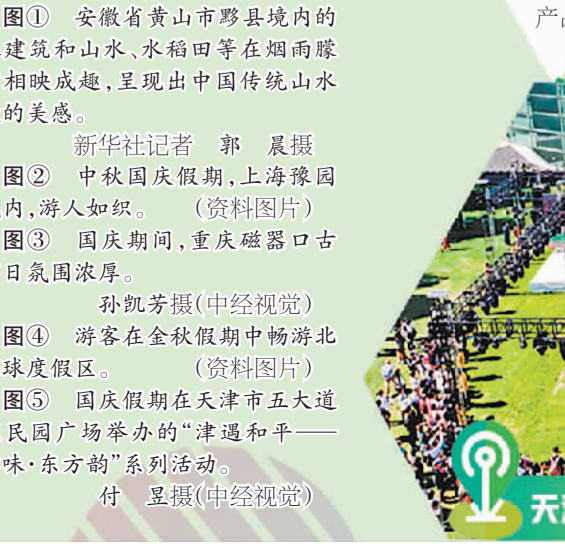 图① 安徽省黄山市黟县境内的
建筑和山水、水稻田等在烟雨朦
相映成趣,呈现出中国传统山水
的美感。
新华社记者 郭 晨摄
图② 中秋国庆假期,上海豫园
内,游人如织。 (资料图片)
图③ 国庆期间,重庆磁器口古
日氛围浓厚。
孙凯芳摄(中经视觉)
图④ 游客在金秋假期中畅游北
球度假区。 (资料图片)
图⑤ 国庆假期在天津市五大道
民园广场举办的“津遇和平——
味·东方韵”系列活动。
付 昱摄(中经视觉)
产
天